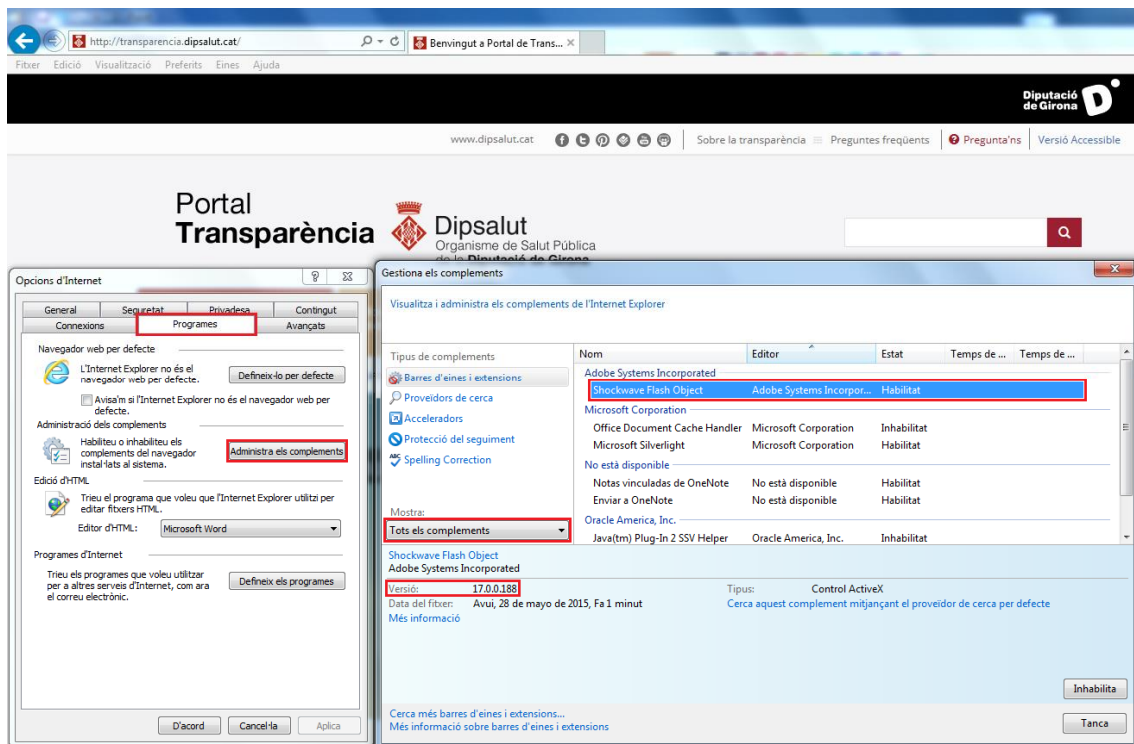 http://transparencia.dipsalut.cat/
Benvingut a Portal de Trans...
Fitxer Edició Visualització Preferits Eines Ajuda
Diputació
de Girona
www.dipsalut.cat
Sobre la transparència Preguntes freqüents Pregunta'ns Versió Accessible
Portal
Transparència
Dipsalut
Organisme de Salut Pública
de la Diputació de Girona
Opcions d'Internet
General Seguretat Privadesa Contingut
Connexions Programes Avançats
Navegador web per defecte
L'Internet Explorer no és el
navegador web per defecte.
Defineix-lo per defecte
Avisa'm si l'Internet Explorer no és el navegador web per
defecte.
Administració dels complements
Habiliteu o inhabiliteu els
complements del navegador
instal·lats al sistema.
Administra els complements
Edició d'HTML
Trieu el programa que voleu que l'Internet Explorer utilitzi per
editar fitxers HTML.
Editor d'HTML: Microsoft Word
Programes d'Internet
Trieu els programes que voleu utilitzar
per a altres serveis d'Internet, com ara
el correu electrònic.
Defineix els programes
D'acord Cancel·la Aplica
Gestiona els complements
Visualitza i administra els complements de l'Internet Explorer
Tipus de complements
Barres d'eines i extensions
Proveïdors de cerca
Acceleradors
Protecció del seguiment
Spelling Correction
Mostra:
Tots els complements
Nom Editor Estat Temps de ... Temps de ...
Adobe Systems Incorporated
Shockwave Flash Object Adobe Systems Incorpor... Habilitat
Microsoft Corporation
Office Document Cache Handler Microsoft Corporation Inhabilitat
Microsoft Silverlight Microsoft Corporation Habilitat
No està disponible
Notas vinculadas de OneNote No està disponible Habilitat
Enviar a OneNote No està disponible Habilitat
Oracle America, Inc.
Java(tm) Plug-In 2 SSV Helper Oracle America, Inc. Inhabilitat
Shockwave Flash Object
Adobe Systems Incorporated
Versió: 17.0.0.188 Tipus: Control ActiveX
Data del fitxer: Avui, 28 de mayo de 2015, Fa 1 minut Cerca aquest complement mitjançant el proveïdor de cerca per defecte
Més informació
Inhabilita
Cerca més barres d'eines i extensions...
Més informació sobre barres d'eines i extensions
Tanca